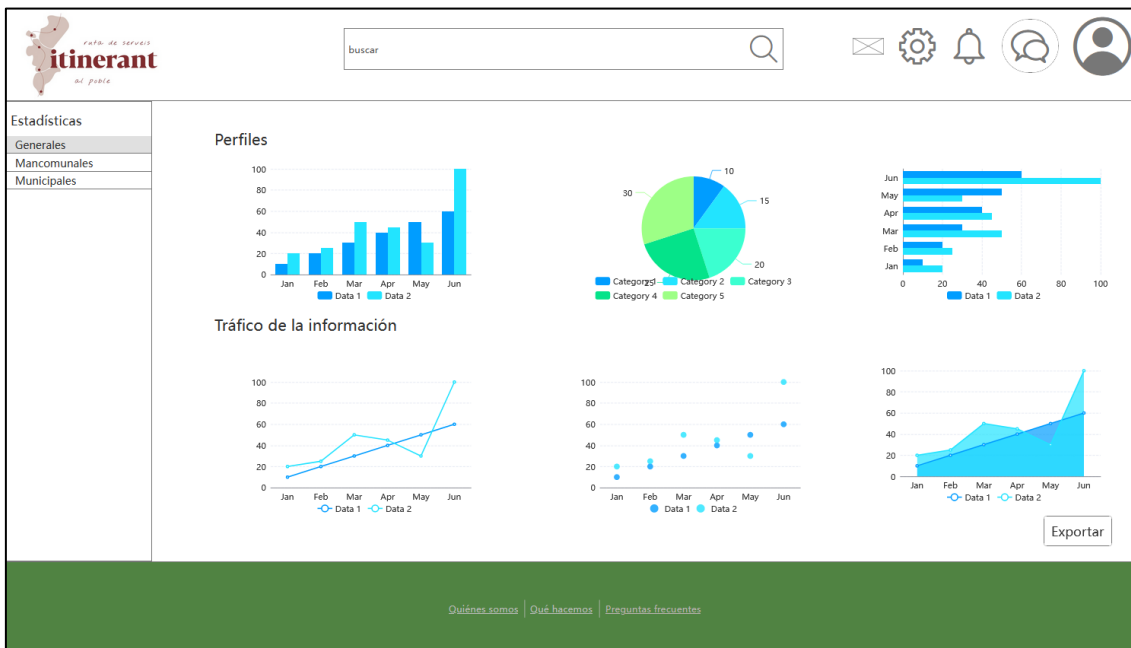 ruta de serveis
itinerant
al poble
buscar
Estadísticas
Generales
Mancomunales
Municipales
Perfiles
100
80
60
40
20
0
Jan Feb Mar Apr May Jun
Data 1 Data 2
10
15
20
25
30
Category 1 Category 2 Category 3
Category 4 Category 5
Jun
May
Apr
Mar
Feb
Jan
0 20 40 60 80 100
Data 1 Data 2
Tráfico de la información
100
80
60
40
20
0
Jan Feb Mar Apr May Jun
Data 1 Data 2
100
80
60
40
20
0
Jan Feb Mar Apr May Jun
Data 1 Data 2
100
80
60
40
20
0
Jan Feb Mar Apr May Jun
Data 1 Data 2
Exportar
Quiénes somos Qué hacemos Preguntas frecuentes